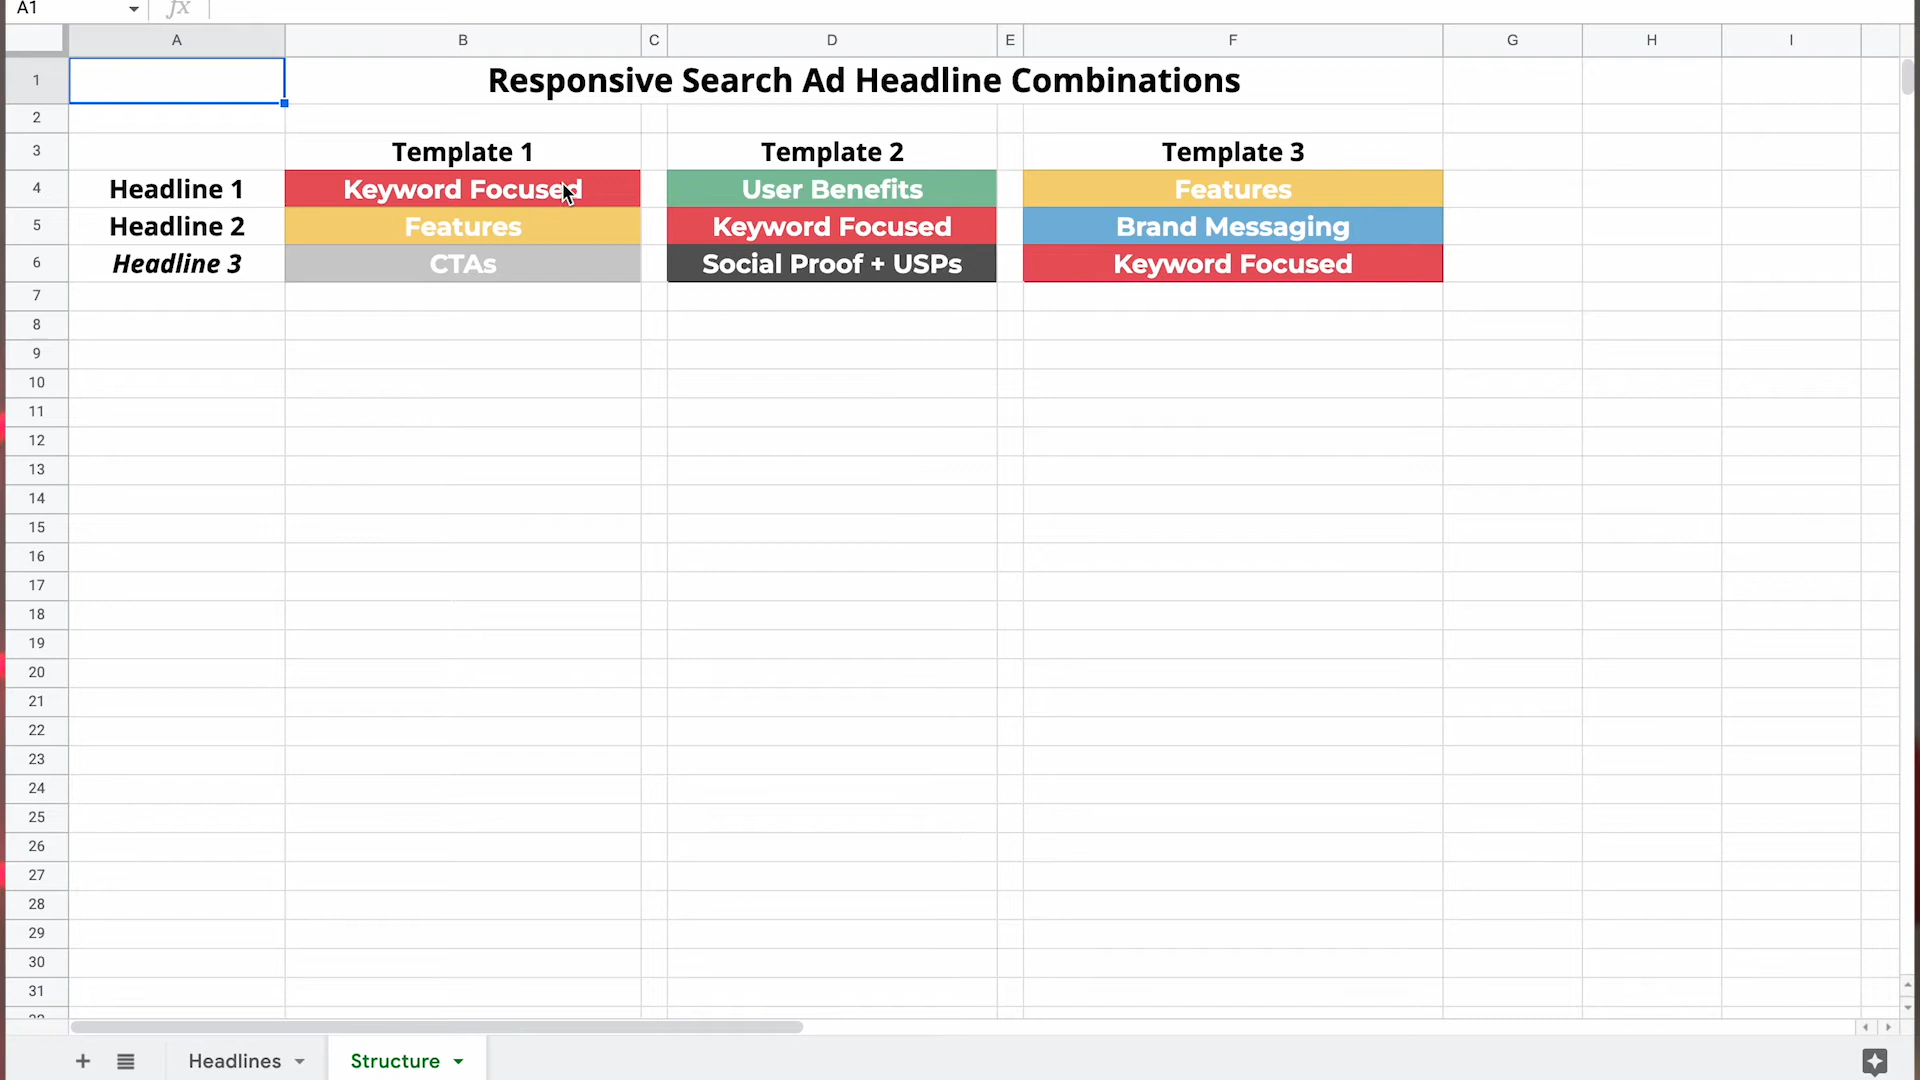 A1
fx
A B C D E F G H I
1 Responsive Search Ad Headline Combinations
2
3 Template 1 Template 2 Template 3
4 Headline 1 Keyword Focused User Benefits Features
5 Headline 2 Features Keyword Focused Brand Messaging
6 Headline 3 CTAs Social Proof + USPs Keyword Focused
7
8
9
10
11
12
13
14
15
16
17
18
19
20
21
22
23
24
25
26
27
28
29
30
31
+ Headlines Structure